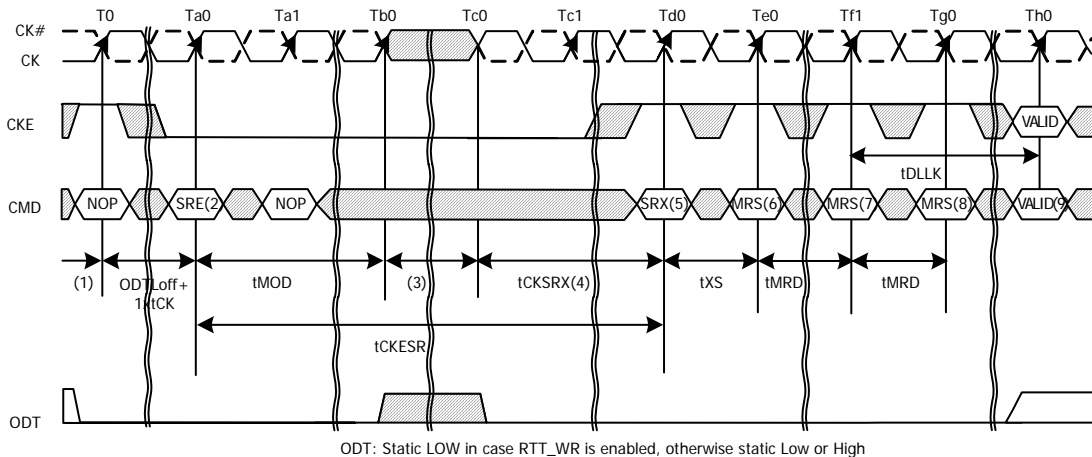 T0 Ta0 Ta1 Tb0 Tc0 Tc1 Td0 Te0 Tf1 Tg0 Th0
CK#
CK
CKE
VALID
tDLLK
CMD
NOP SRE(2 NOP SRX(5) MRS(6) MRS(7) MRS(8) VALID(9)
(1) ODTLoff + tMOD (3) tCKSRX(4) tXS tMRD tMRD
1xtCK
tCKESR
ODT
ODT: Static LOW in case RTT_WR is enabled, otherwise static Low or High